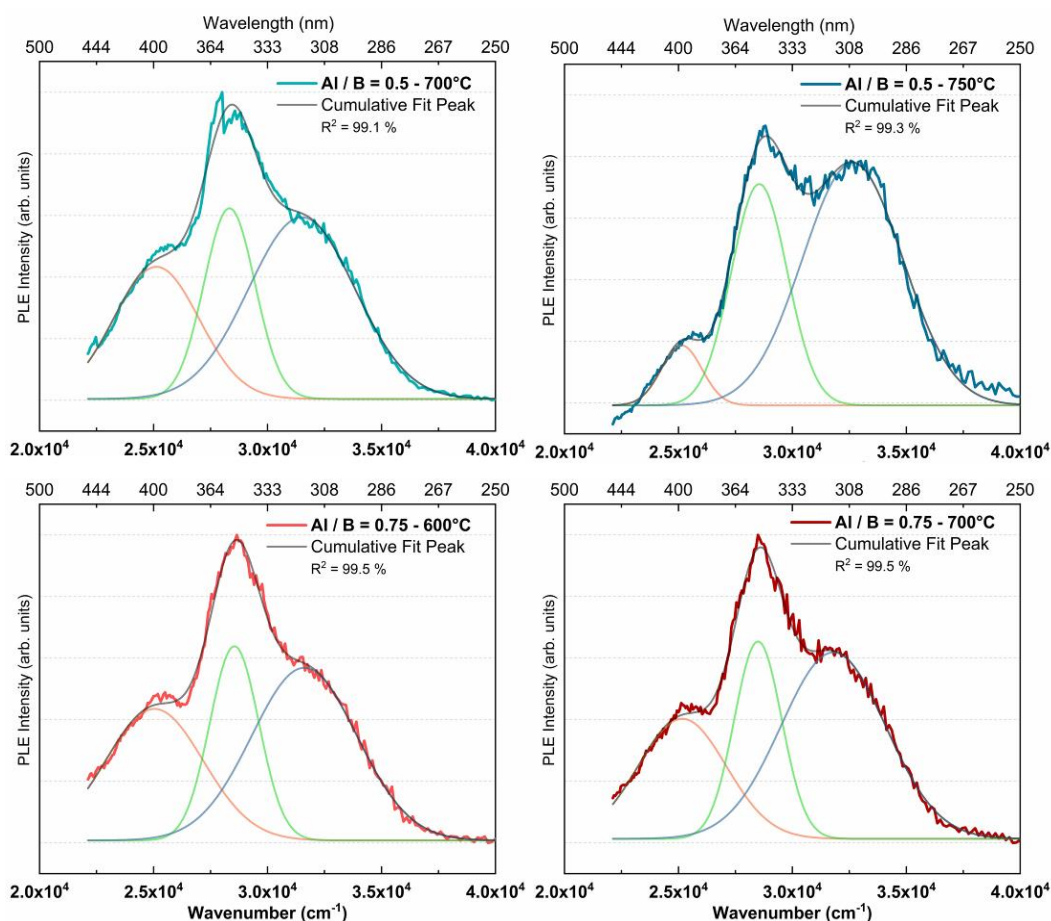 Wavelength (nm)
500 444 400 364 333 308 286 267 250
Al / B = 0.5 - 700°C
Cumulative Fit Peak
R² = 99.1 %
PLE Intensity (arb. units)
2.0x10⁴ 2.5x10⁴ 3.0x10⁴ 3.5x10⁴ 4.0x10⁴
Wavelength (nm)
500 444 400 364 333 308 286 267 250
Al / B = 0.5 - 750°C
Cumulative Fit Peak
R² = 99.3 %
PLE Intensity (arb. units)
2.0x10⁴ 2.5x10⁴ 3.0x10⁴ 3.5x10⁴ 4.0x10⁴
500 444 400 364 333 308 286 267 250
Al / B = 0.75 - 600°C
Cumulative Fit Peak
R² = 99.5 %
PLE Intensity (arb. units)
2.0x10⁴ 2.5x10⁴ 3.0x10⁴ 3.5x10⁴ 4.0x10⁴
Wavenumber (cm⁻¹)
500 444 400 364 333 308 286 267 250
Al / B = 0.75 - 700°C
Cumulative Fit Peak
R² = 99.5 %
PLE Intensity (arb. units)
2.0x10⁴ 2.5x10⁴ 3.0x10⁴ 3.5x10⁴ 4.0x10⁴
Wavenumber (cm⁻¹)